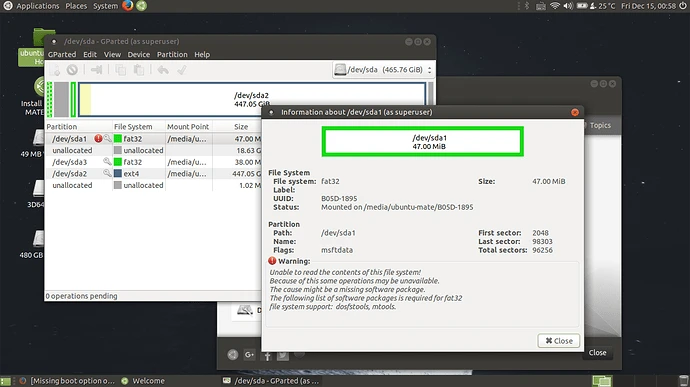 Applications Places System
25 °C Fri Dec 15, 00:58
ubuntu-
Ho
Install
MATE
49 MB
3D64
480 GB
/dev/sda - GParted (as superuser)
GParted Edit View Device Partition Help
/dev/sda (465.76 GiB)
/dev/sda2
447.05 GiB
Partition File System Mount Point Size
/dev/sda1 fat32 /media/u... 47.00 M
unallocated unallocated 18.63 G
/dev/sda3 fat32 /media/u... 38.00 M
/dev/sda2 ext4 /media/u... 447.05 G
unallocated unallocated 1.02 M
0 operations pending
Topics
Information about /dev/sda1 (as superuser)
/dev/sda1
47.00 MiB
File System
File system: fat32 Size: 47.00 MiB
Label:
UUID: B05D-1895
Status: Mounted on /media/ubuntu-mate/B05D-1895
Partition
Path: /dev/sda1 First sector: 2048
Name: Last sector: 98303
Flags: msftdata Total sectors: 96256
Warning:
Unable to read the contents of this file system!
Because of this some operations may be unavailable.
The cause might be a missing software package.
The following list of software packages is required for fat32
file system support: dosfstools, mtools.
Close
D
G+
Close
[Missing boot option o... Welcome /dev/sda - GParted (as ...